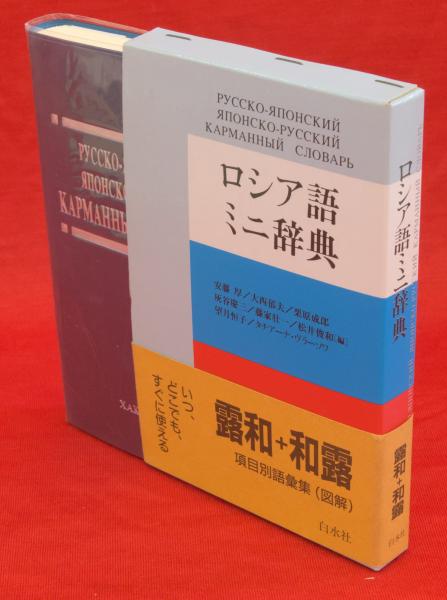 РУССКО-
ЯПОНСКО
КАРМАННЫ
ХАК
РУССКО-ЯПОНСКИЙ
ЯПОНСКО-РУССКИЙ
КАРМАННЫЙ СЛОВАРЬ
ロシア語
ミニ辞典
安藤 厚/大西郁夫/栗原成郎
灰谷慶三/藤家壮一/松井俊和[編]
望月恒子/タチアーナ・ヴラーソワ
いつ、
どこでも、
すぐに使える
露和+和露
項目別語彙集(図解)
白水社
ロシア語ミニ辞典
露和+和露
白水社